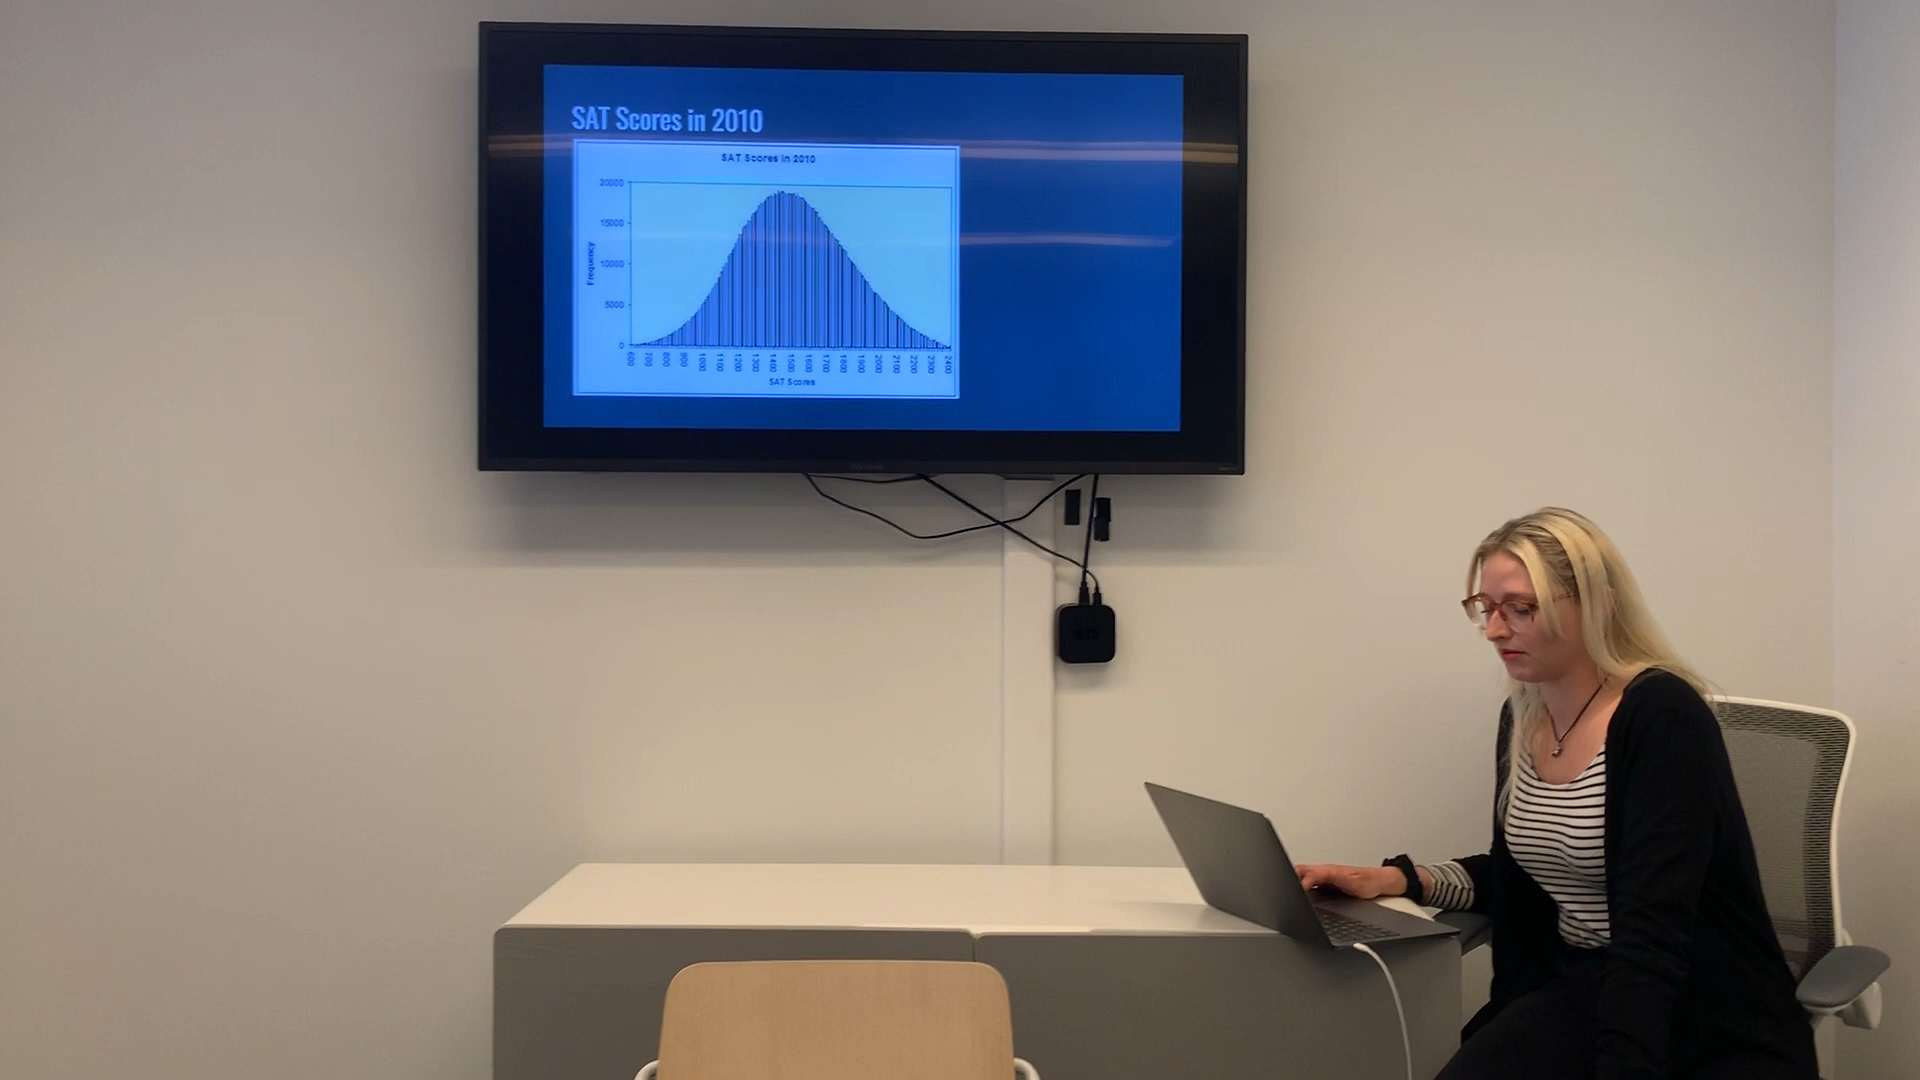 SAT Scores in 2010
SAT Scores in 2010
20000
15000
10000
5000
0
Frequency
600 700 800 900 1000 1100 1200 1300 1400 1500 1600 1700 1800 1900 2000 2100 2200 2300 2400
SAT Scores